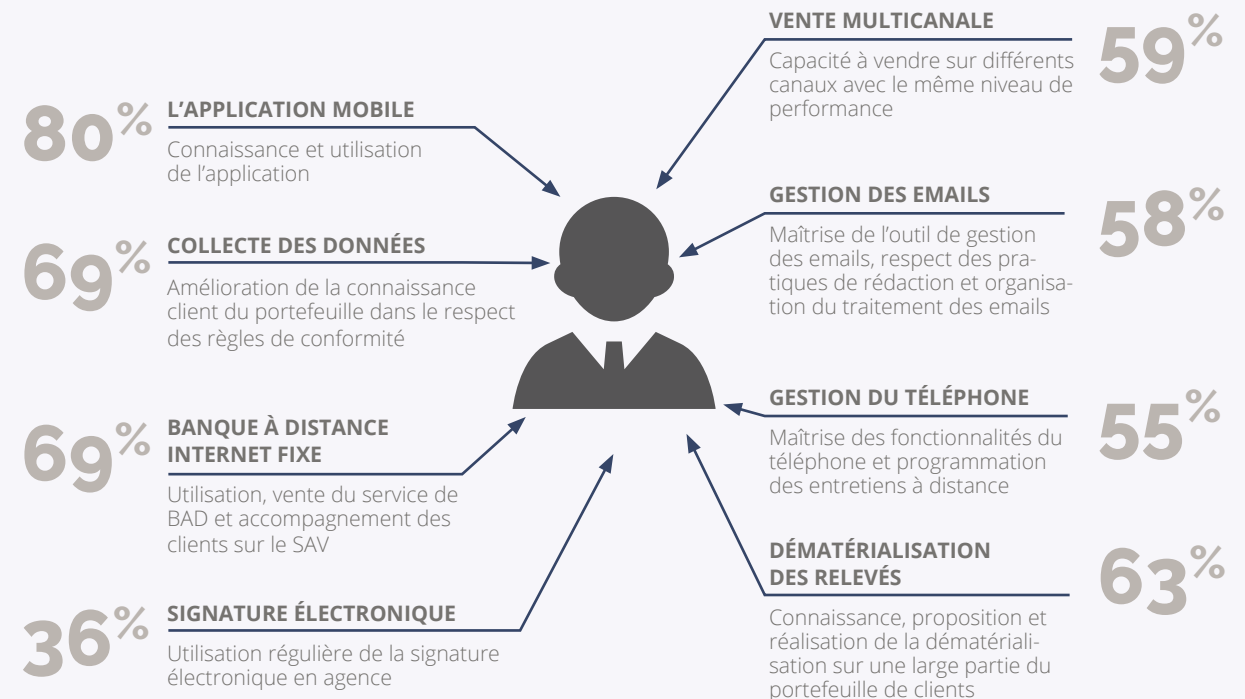 80%
L’APPLICATION MOBILE
Connaissance et utilisation
de l’application
69%
COLLECTE DES DONNÉES
Amélioration de la connaissance
client du portefeuille dans le respect
des règles de conformité
69%
BANQUE À DISTANCE
INTERNET FIXE
Utilisation, vente du service de
BAD et accompagnement des
clients sur le SAV
36%
SIGNATURE ÉLECTRONIQUE
Utilisation régulière de la signature
électronique en agence
VENTE MULTICANALE
59%
Capacité à vendre sur différents
canaux avec le même niveau de
performance
GESTION DES EMAILS
58%
Maîtrise de l’outil de gestion
des emails, respect des pra-
tiques de rédaction et organisa-
tion du traitement des emails
GESTION DU TÉLÉPHONE
55%
Maîtrise des fonctionnalités du
téléphone et programmation
des entretiens à distance
DÉMATÉRIALISATION
DES RELEVÉS
63%
Connaissance, proposition et
réalisation de la dématériali-
sation sur une large partie du
portefeuille de clients